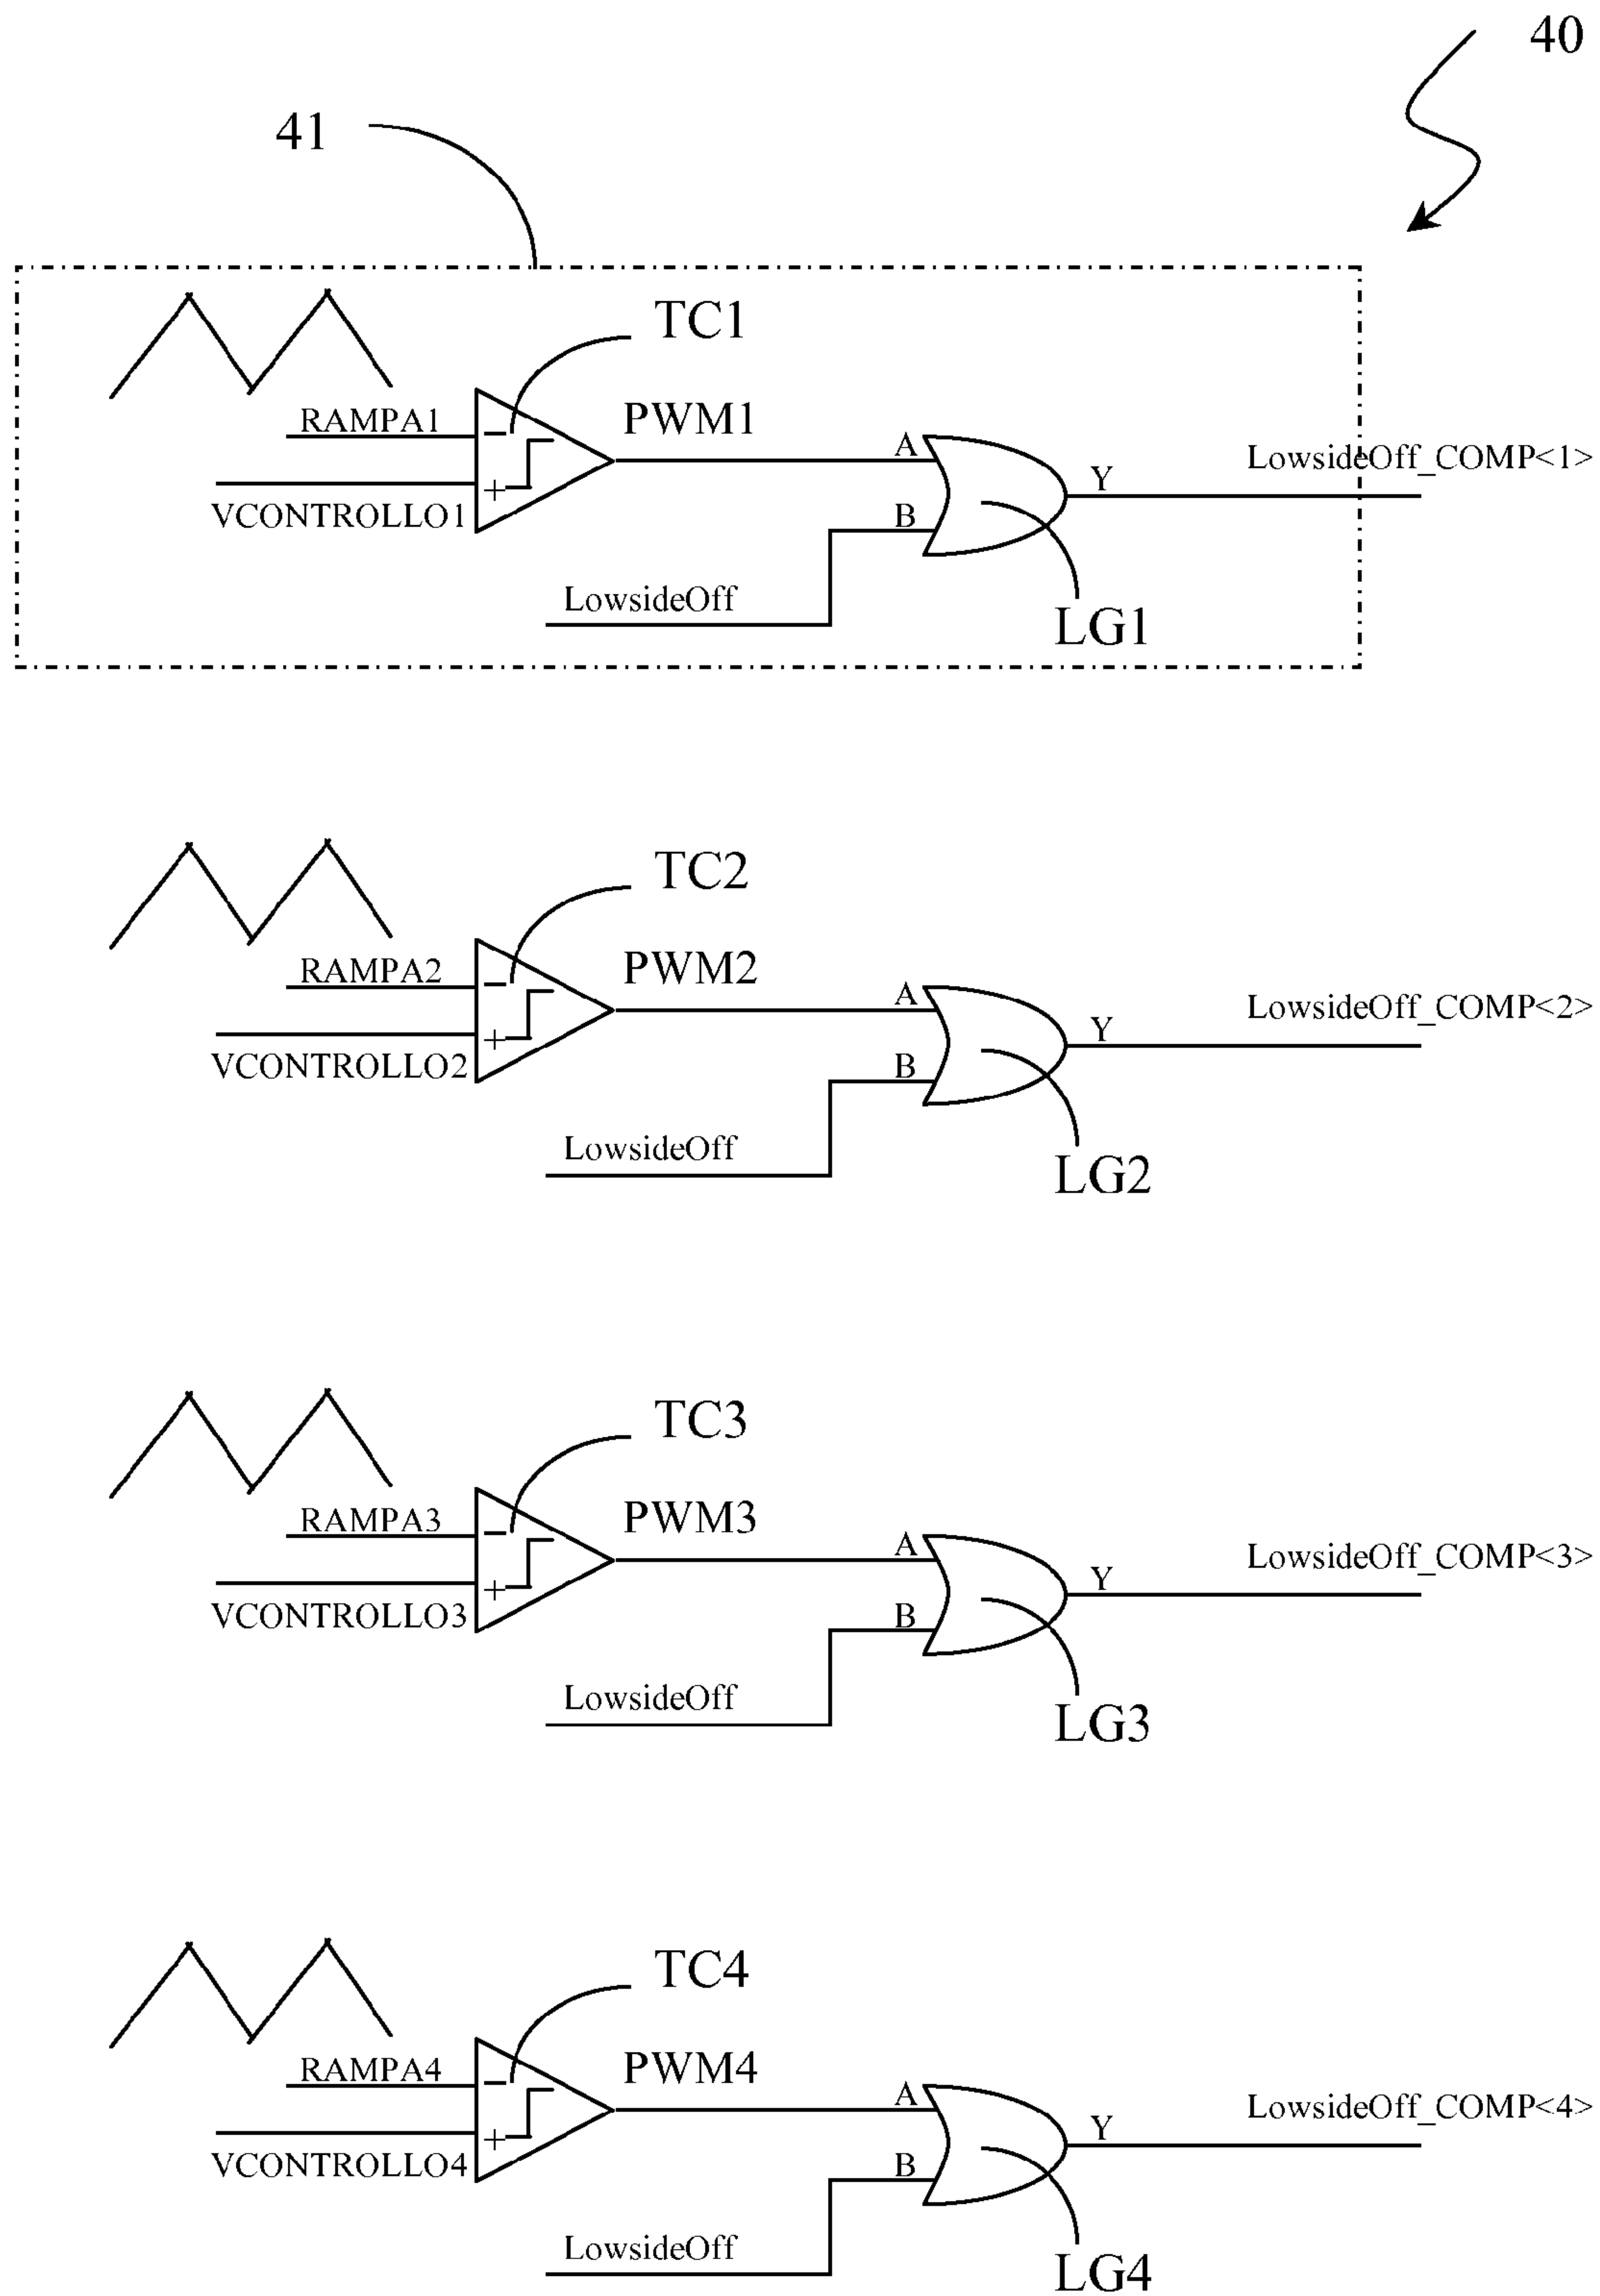 40
41
TC1
RAMPA1
PWM1
−
+
VCONTROLLO1
A
B
Y
LowsideOff_COMP<1>
LowsideOff
LG1
TC2
RAMPA2
PWM2
−
+
VCONTROLLO2
A
B
Y
LowsideOff_COMP<2>
LowsideOff
LG2
TC3
RAMPA3
PWM3
−
+
VCONTROLLO3
A
B
Y
LowsideOff_COMP<3>
LowsideOff
LG3
TC4
RAMPA4
PWM4
−
+
VCONTROLLO4
A
B
Y
LowsideOff_COMP<4>
LowsideOff
LG4